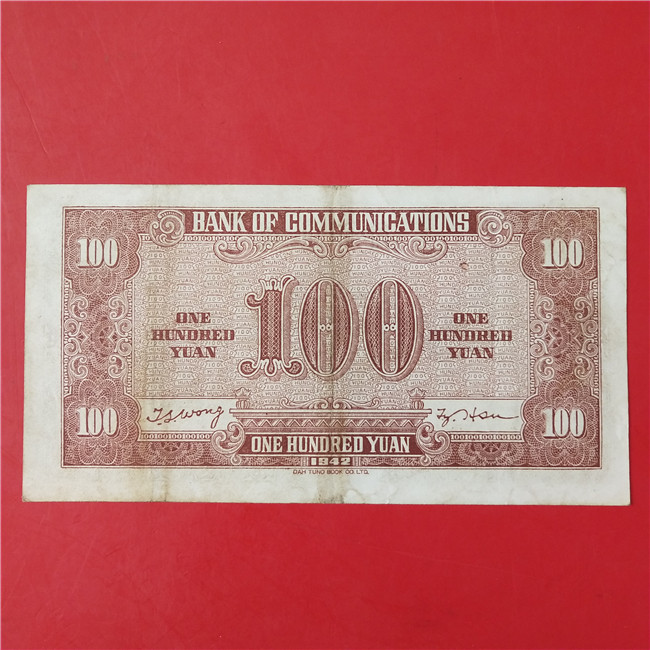 BANK OF COMMUNICATIONS
100 100
100
ONE HUNDRED YUAN
ONE HUNDRED YUAN
T.S. Wong
100 100
ONE HUNDRED YUAN
1942
DAH TUNG BOOK CO. LTD.